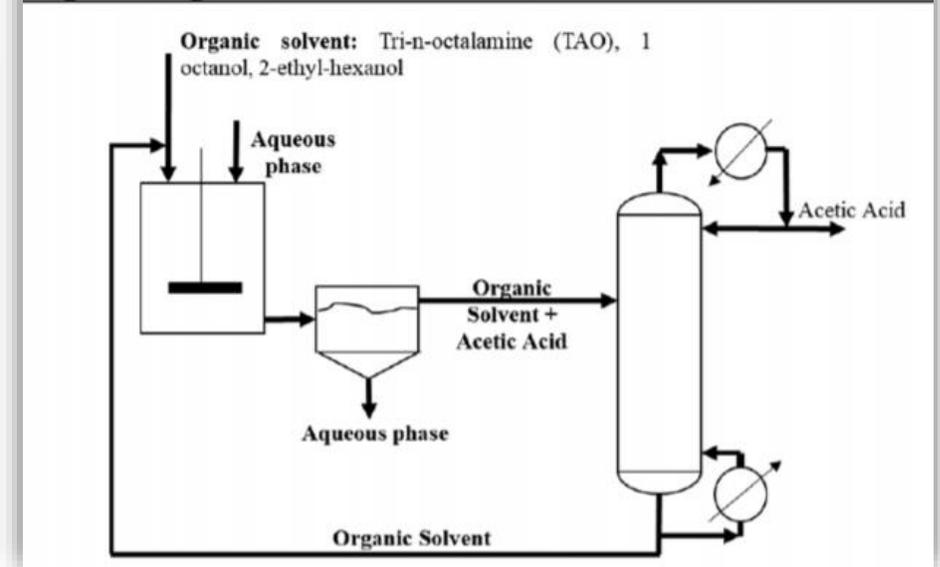 Organic solvent: Tri-n-octalamine (TAO), 1
octanol, 2-ethyl-hexanol
Aqueous
phase
Acetic Acid
Organic
Solvent +
Acetic Acid
Aqueous phase
Organic Solvent